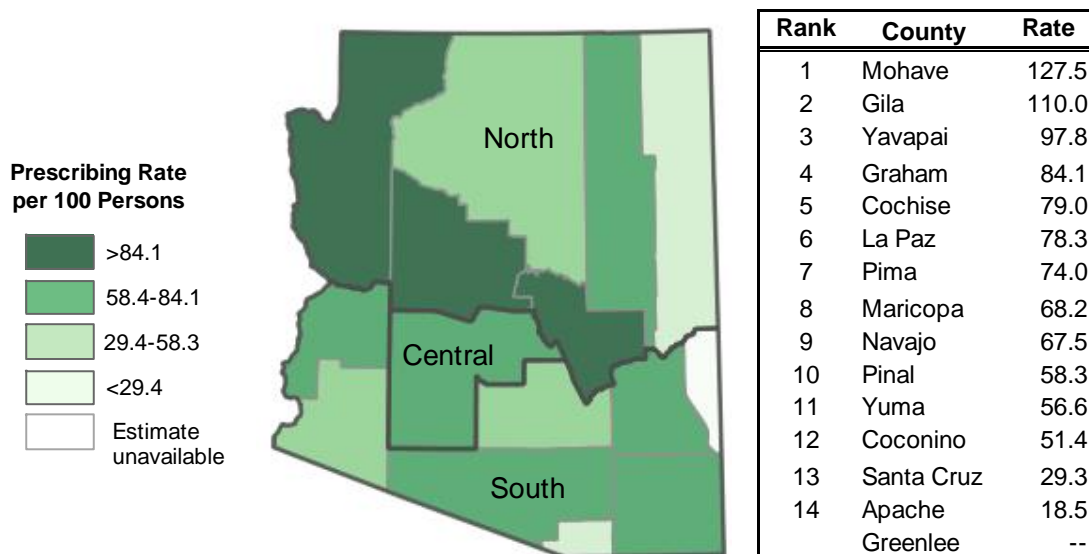 Prescribing Rate
per 100 Persons
>84.1
58.4-84.1
29.4-58.3
<29.4
Estimate
unavailable
North
Central
South
Rank County Rate
1 Mohave 127.5
2 Gila 110.0
3 Yavapai 97.8
4 Graham 84.1
5 Cochise 79.0
6 La Paz 78.3
7 Pima 74.0
8 Maricopa 68.2
9 Navajo 67.5
10 Pinal 58.3
11 Yuma 56.6
12 Coconino 51.4
13 Santa Cruz 29.3
14 Apache 18.5
Greenlee --